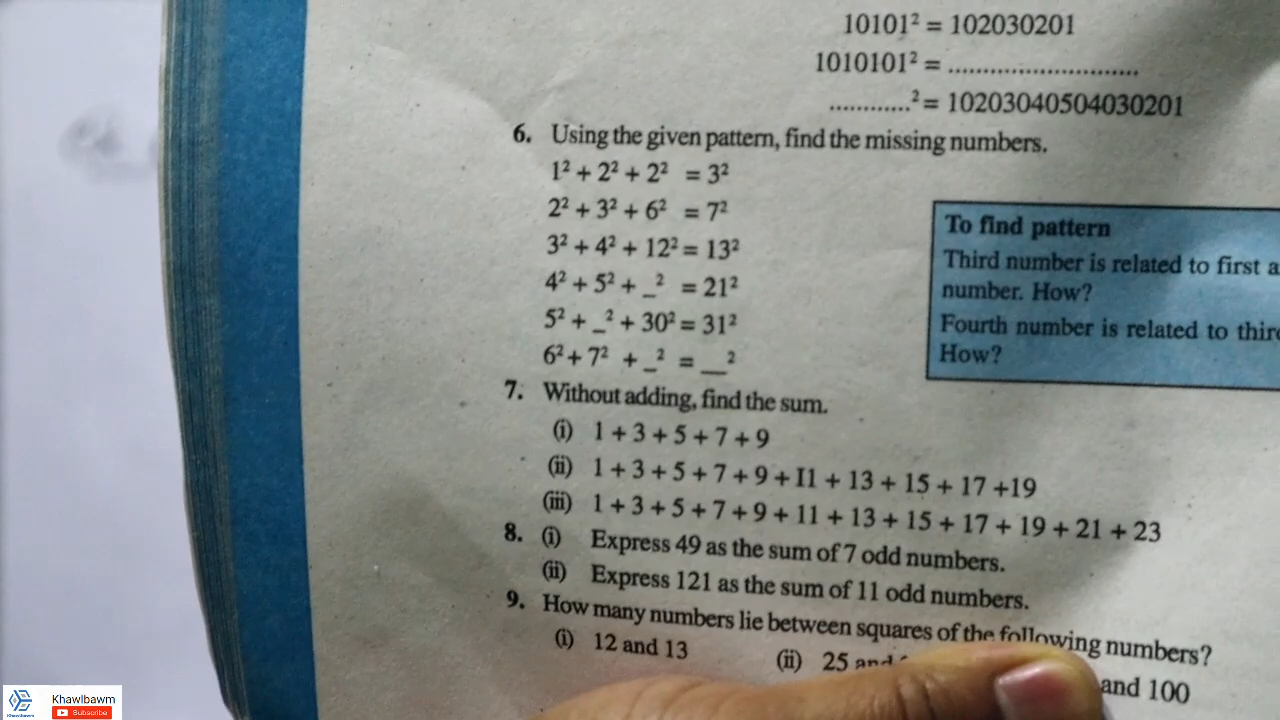 10101² = 102030201
1010101² = ...........................
............² = 10203040504030201
6. Using the given pattern, find the missing numbers.
1² + 2² + 2² = 3²
2² + 3² + 6² = 7²
3² + 4² + 12² = 13²
4² + 5² + _² = 21²
5² + _² + 30² = 31²
6² + 7² + _² = __²
To find pattern
Third number is related to first
number. How?
Fourth number is related to
How?
7. Without adding, find the sum.
(i) 1 + 3 + 5 + 7 + 9
(ii) 1 + 3 + 5 + 7 + 9 + I1 + 13 + 15 + 17 +19
(iii) 1 + 3 + 5 + 7 + 9 + 11 + 13 + 15 + 17 + 19 + 21 + 23
8. (i) Express 49 as the sum of 7 odd numbers.
(ii) Express 121 as the sum of 11 odd numbers.
9. How many numbers lie between squares of the following numbers?
(i) 12 and 13 (ii) 25 and and 100
Khawlbawm
Subscribe
Khawlbawm